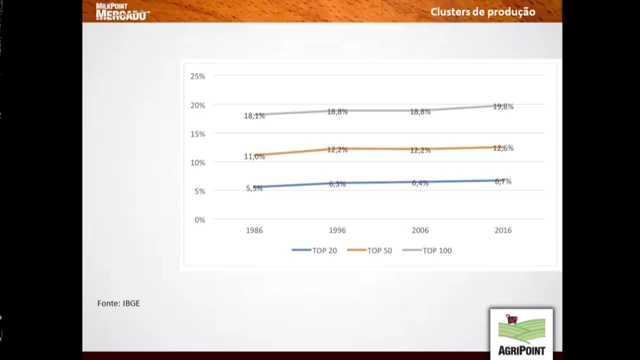 MILKPOINT
MERCADO
Clusters de produção
25%
20%
15%
10%
5%
0%
18,1%
18,8%
18,8%
19,8%
11,0%
12,2%
12,2%
12,6%
5,5%
6,3%
6,4%
6,7%
1986
1996
2006
2016
TOP 20
TOP 50
TOP 100
Fonte: IBGE
AGRIPOINT